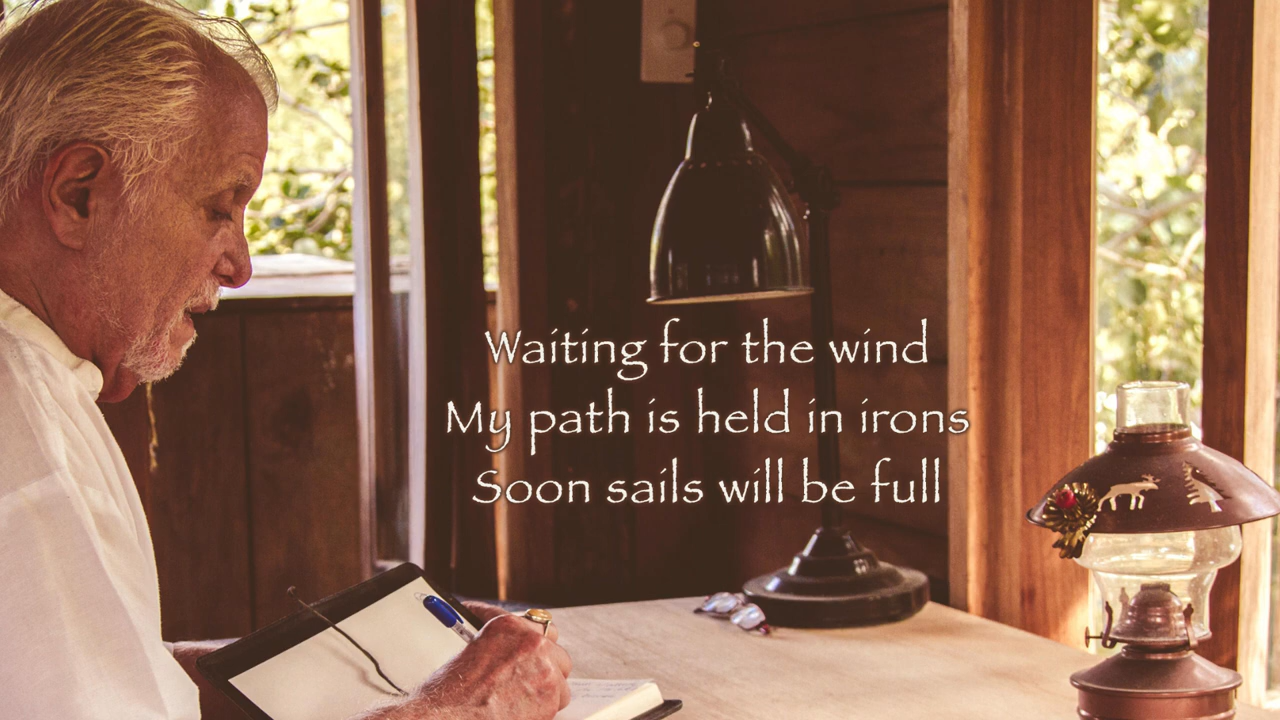 Waiting for the wind
My path is held in irons
Soon sails will be full